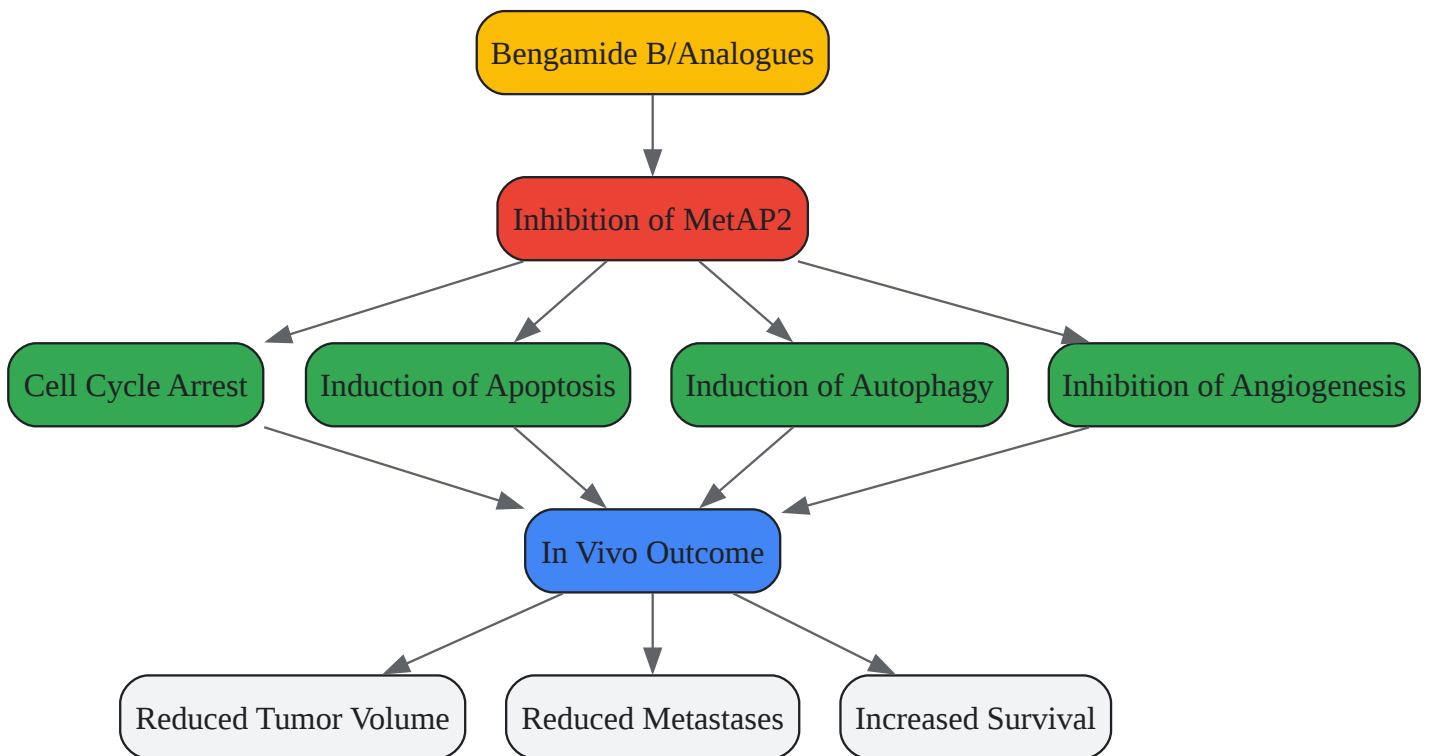 Bengamide B/Analogues
Inhibition of MetAP2
Cell Cycle Arrest
Induction of Apoptosis
Induction of Autophagy
Inhibition of Angiogenesis
In Vivo Outcome
Reduced Tumor Volume
Reduced Metastases
Increased Survival